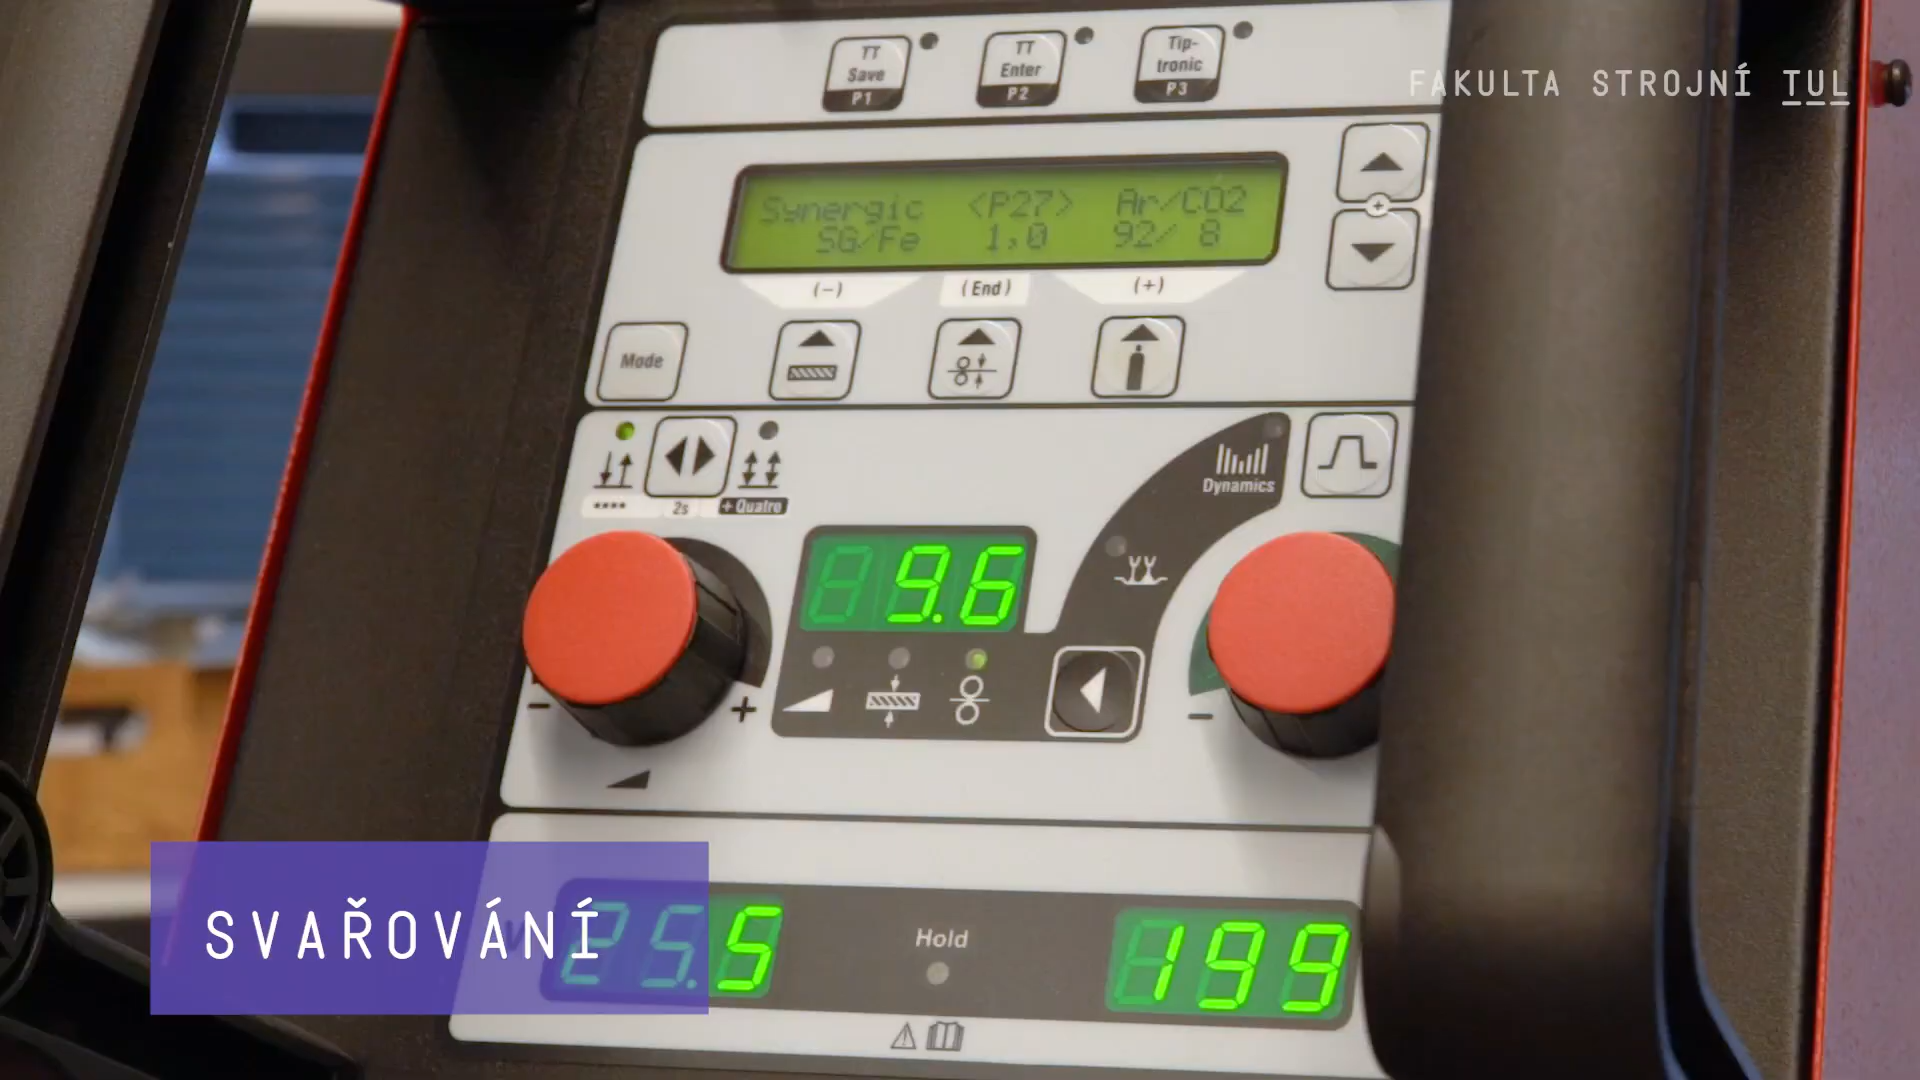 TT Save P1
TT Enter P2
Tip-tronic P3
FAKULTA STROJNÍ TUL
Synergic <P27> Ar/CO2
SG/Fe 1,0 92/ 8
(-) (End) (+)
Mode
Dynamics
2s + Quatro
9.6
- + -
SVAŘOVÁNÍ
25.5 Hold 199